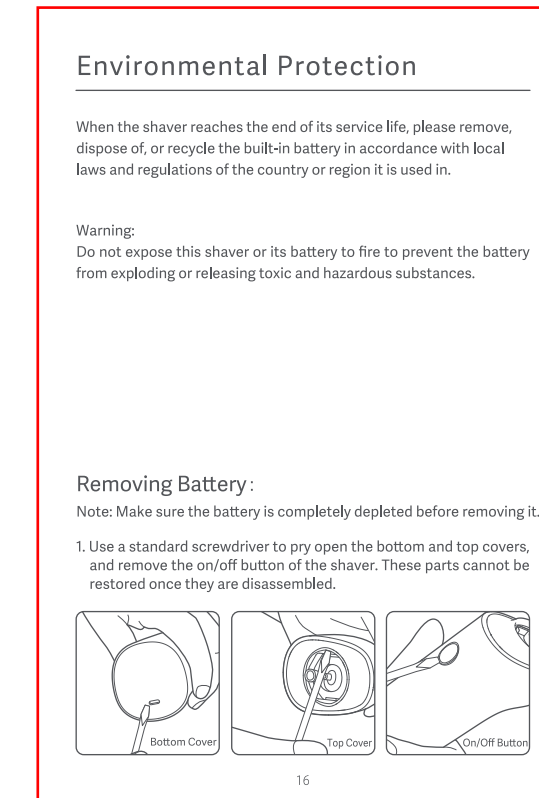 Environmental Protection
When the shaver reaches the end of its service life, please remove,
dispose of, or recycle the built-in battery in accordance with local
laws and regulations of the country or region it is used in.
Warning:
Do not expose this shaver or its battery to fire to prevent the battery
from exploding or releasing toxic and hazardous substances.
Removing Battery:
Note: Make sure the battery is completely depleted before removing it.
1. Use a standard screwdriver to pry open the bottom and top covers,
and remove the on/off button of the shaver. These parts cannot be
restored once they are disassembled.
Bottom Cover
Top Cover
On/Off Button
16